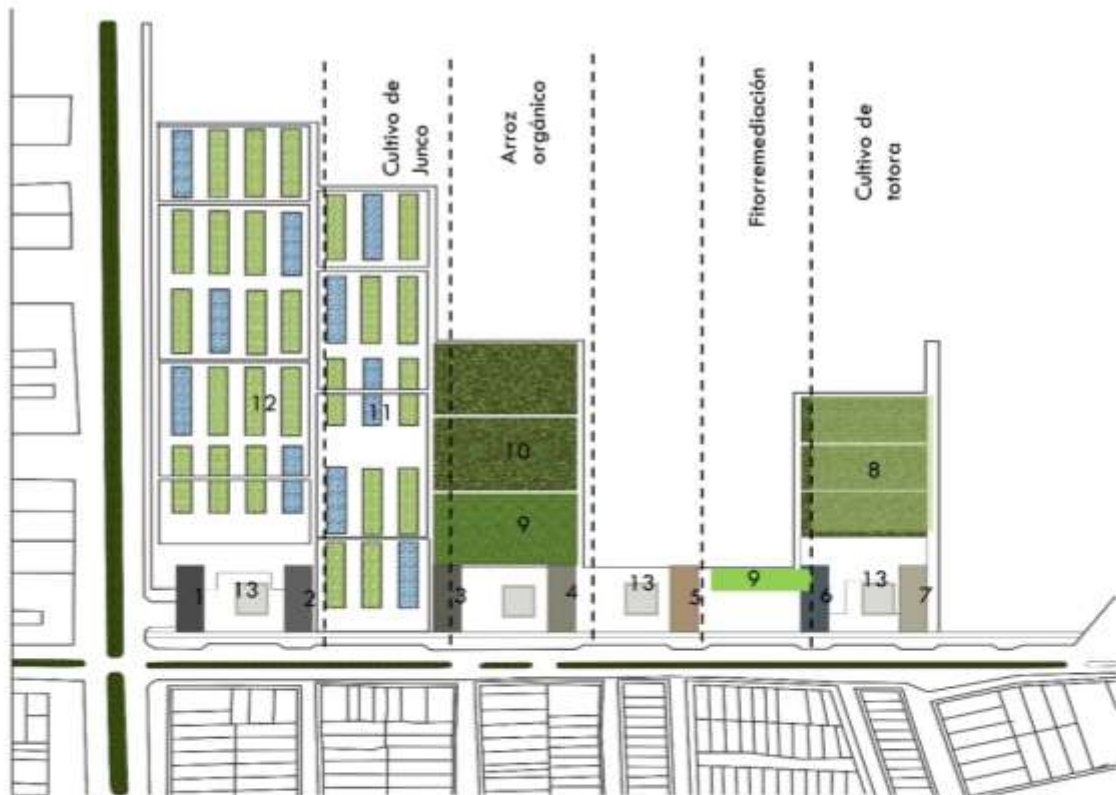 Cultivo de
Junco
Arroz
orgánico
Fitorremediación
Cultivo de
totora
12
11
10
8
9
9
1
13
2
3
4
13
5
6
13
7